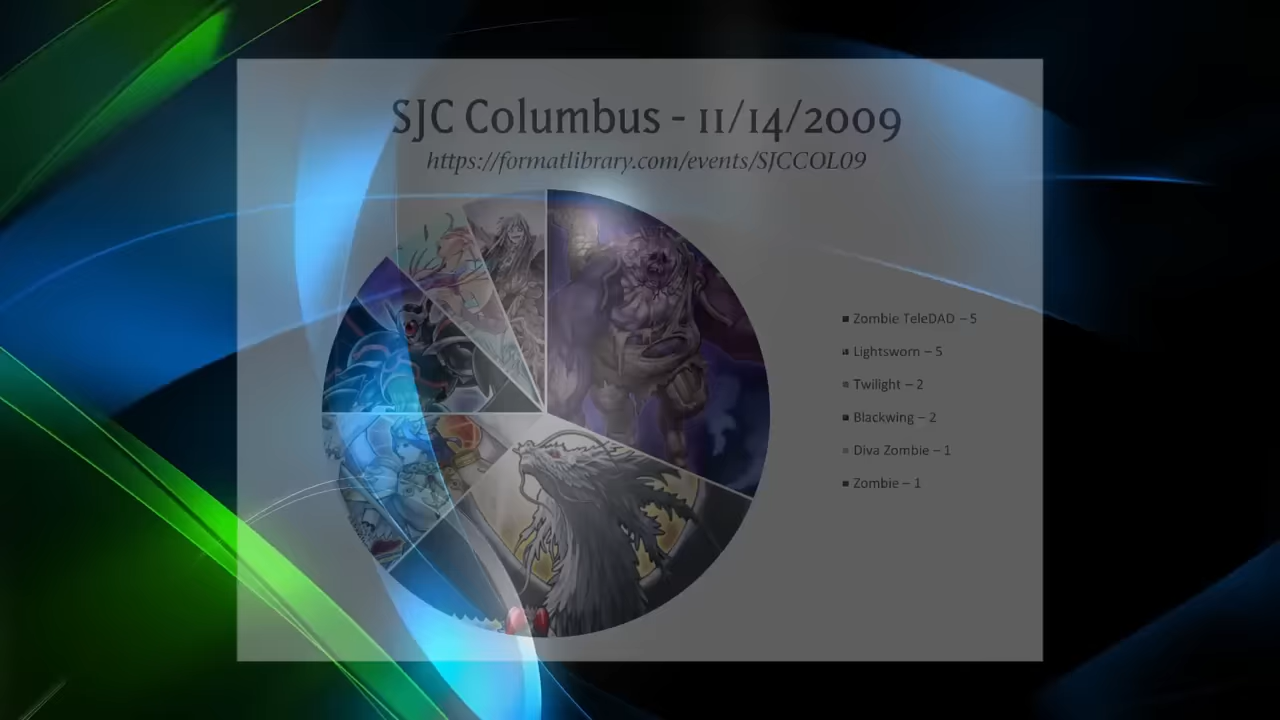 SJC Columbus - 11/14/2009
https://formatlibrary.com/events/SJCCOL09
Zombie TeleDAD – 5
Lightsworn – 5
Twilight – 2
Blackwing – 2
Diva Zombie – 1
Zombie – 1